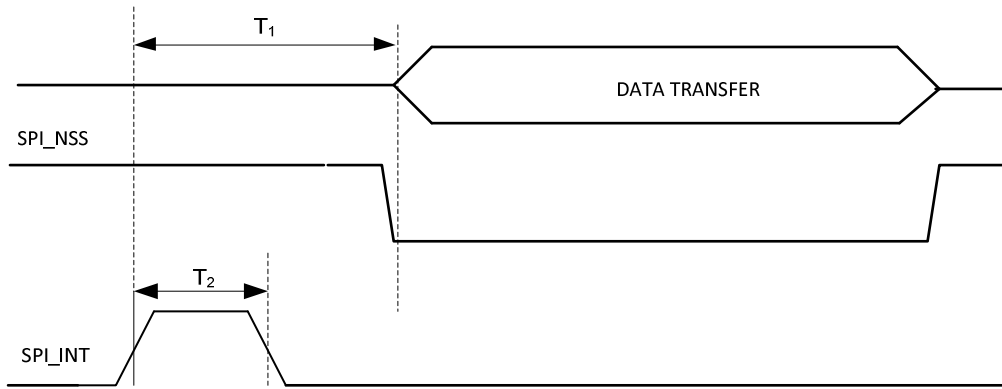 T₁
DATA TRANSFER
SPI_NSS
T₂
SPI_INT